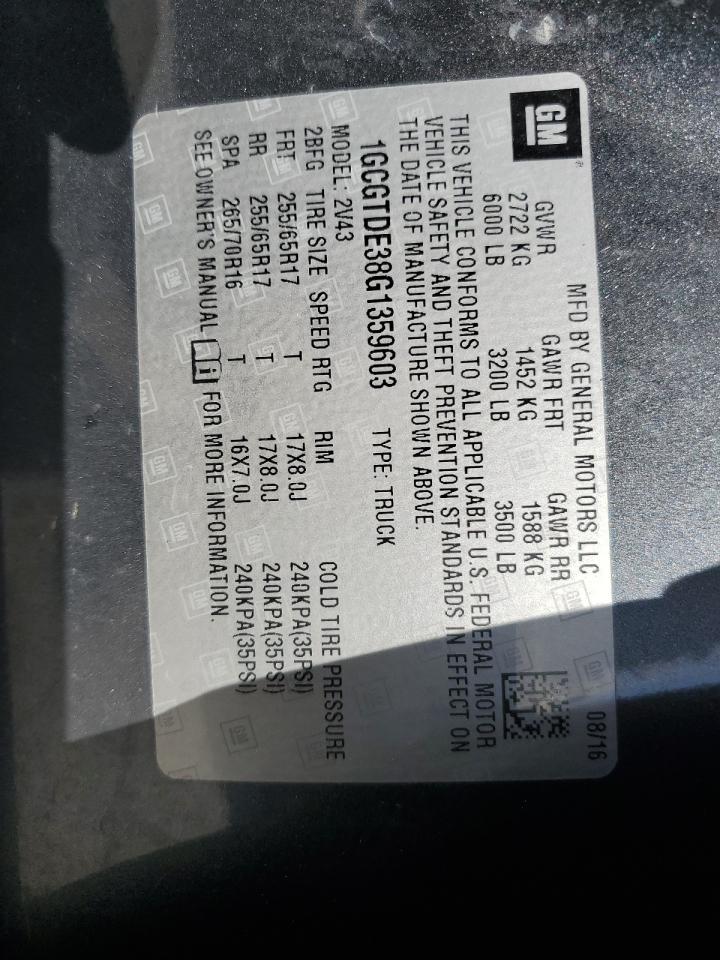 GM
MFD BY GENERAL MOTORS LLC 08/16
GVWR GAWR FRT GAWR RR
2722 KG 1452 KG 1588 KG
6000 LB 3200 LB 3500 LB
THIS VEHICLE CONFORMS TO ALL APPLICABLE U.S. FEDERAL MOTOR
VEHICLE SAFETY AND THEFT PREVENTION STANDARDS IN EFFECT ON
THE DATE OF MANUFACTURE SHOWN ABOVE.
1GCGTDE38G1359603 TYPE: TRUCK
MODEL: 2V43
2BFG TIRE SIZE SPEED RTG RIM COLD TIRE PRESSURE
FRT 255/65R17 T 17X8.0J 240KPA(35PSI)
RR 255/65R17 T 17X8.0J 240KPA(35PSI)
SPA 265/70R16 T 16X7.0J 240KPA(35PSI)
SEE OWNER'S MANUAL FOR MORE INFORMATION.